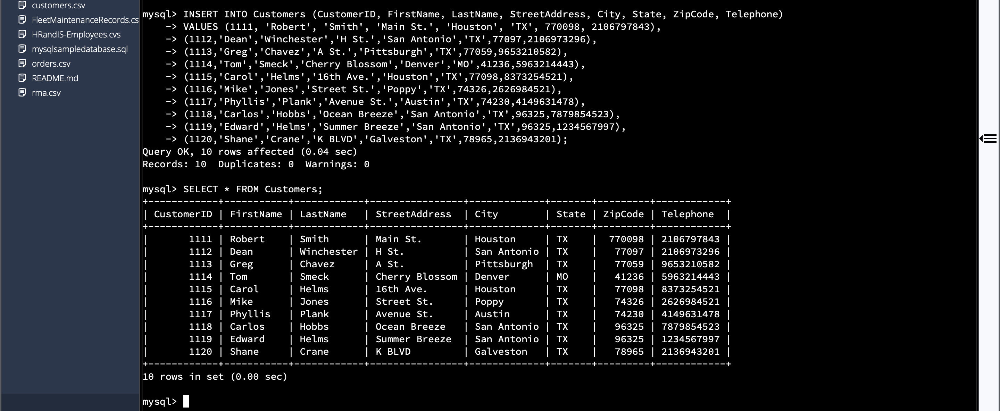 customers.csv
FleetMaintenanceRecords.cs
HRandIS-Employees.cvs
mysqlsampledatabase.sql
orders.csv
README.md
rma.csv
mysql> INSERT INTO Customers (CustomerID, FirstName, LastName, StreetAddress, City, State, ZipCode, Telephone)
    -> VALUES (1111, 'Robert', 'Smith', 'Main St.', 'Houston', 'TX', 770098, 2106797843),
    -> (1112,'Dean','Winchester','H St.','San Antonio','TX',77097,2106973296),
    -> (1113,'Greg','Chavez','A St.','Pittsburgh','TX',77059,9653210582),
    -> (1114,'Tom','Smeck','Cherry Blossom','Denver','MO',41236,5963214443),
    -> (1115,'Carol','Helms','16th Ave.','Houston','TX',77098,8373254521),
    -> (1116,'Mike','Jones','Street St.','Poppy','TX',74326,2626984521),
    -> (1117,'Phyllis','Plank','Avenue St.','Austin','TX',74230,4149631478),
    -> (1118,'Carlos','Hobbs','Ocean Breeze','San Antonio','TX',96325,7879854523),
    -> (1119,'Edward','Helms','Summer Breeze','San Antonio','TX',96325,1234567997),
    -> (1120,'Shane','Crane','K BLVD','Galveston','TX',78965,2136943201);
Query OK, 10 rows affected (0.04 sec)
Records: 10  Duplicates: 0  Warnings: 0
mysql> SELECT * FROM Customers;
+------------+-----------+------------+----------------+-------------+-------+---------+------------+
| CustomerID | FirstName | LastName   | StreetAddress  | City        | State | ZipCode | Telephone  |
+------------+-----------+------------+----------------+-------------+-------+---------+------------+
|       1111 | Robert    | Smith      | Main St.       | Houston     | TX    |  770098 | 2106797843 |
|       1112 | Dean      | Winchester | H St.          | San Antonio | TX    |   77097 | 2106973296 |
|       1113 | Greg      | Chavez     | A St.          | Pittsburgh  | TX    |   77059 | 9653210582 |
|       1114 | Tom       | Smeck      | Cherry Blossom | Denver      | MO    |   41236 | 5963214443 |
|       1115 | Carol     | Helms      | 16th Ave.      | Houston     | TX    |   77098 | 8373254521 |
|       1116 | Mike      | Jones      | Street St.     | Poppy       | TX    |   74326 | 2626984521 |
|       1117 | Phyllis   | Plank      | Avenue St.     | Austin      | TX    |   74230 | 4149631478 |
|       1118 | Carlos    | Hobbs      | Ocean Breeze   | San Antonio | TX    |   96325 | 7879854523 |
|       1119 | Edward    | Helms      | Summer Breeze  | San Antonio | TX    |   96325 | 1234567997 |
|       1120 | Shane     | Crane      | K BLVD         | Galveston   | TX    |   78965 | 2136943201 |
+------------+-----------+------------+----------------+-------------+-------+---------+------------+
10 rows in set (0.00 sec)
mysql>